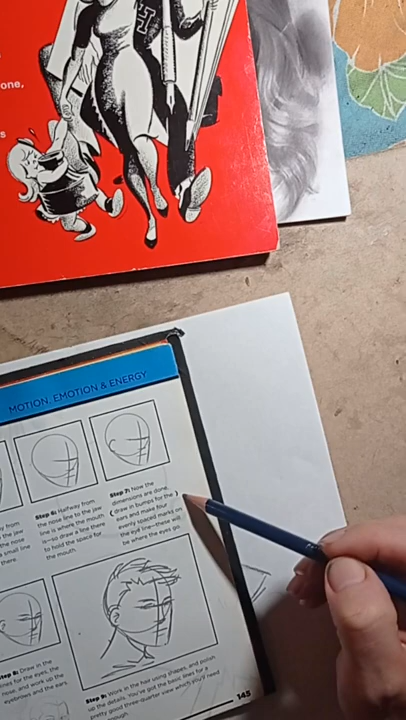 one,
s
H
MOTION, EMOTION & ENERGY
y from
the jaw
the nose
small line
there.
Step 6: Halfway from
the nose line to the jaw
line is where the mouth
is—so draw a line there
to hold the space for
the mouth.
Step 7: Now the
dimensions are done,
(draw in bumps for the)
ears and make four
evenly spaced marks on
the eye line—these will
be where the eyes go.
Step 8: Draw in the
lines for the eyes, the
nose, and work up the
eyebrows and the ears.
Step 9: Work in the hair using shapes, and polish
up the details. You've got the basic lines for a
pretty good three-quarter view which you'll need
enough.
145